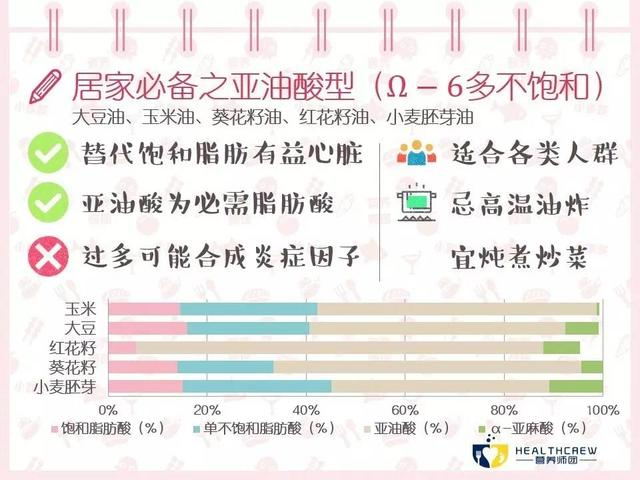 居家必备之亚油酸型（Ω－6多不饱和）
大豆油、玉米油、葵花籽油、红花籽油、小麦胚芽油
替代饱和脂肪有益心脏
适合各类人群
亚油酸为必需脂肪酸
忌高温油炸
过多可能合成炎症因子
宜炖煮炒菜
玉米
大豆
红花籽
葵花籽
小麦胚芽
0% 20% 40% 60% 80% 100%
饱和脂肪酸（%） 单不饱和脂肪酸（%） 亚油酸（%） α-亚麻酸（%）
HEALTHCREW
营养师团